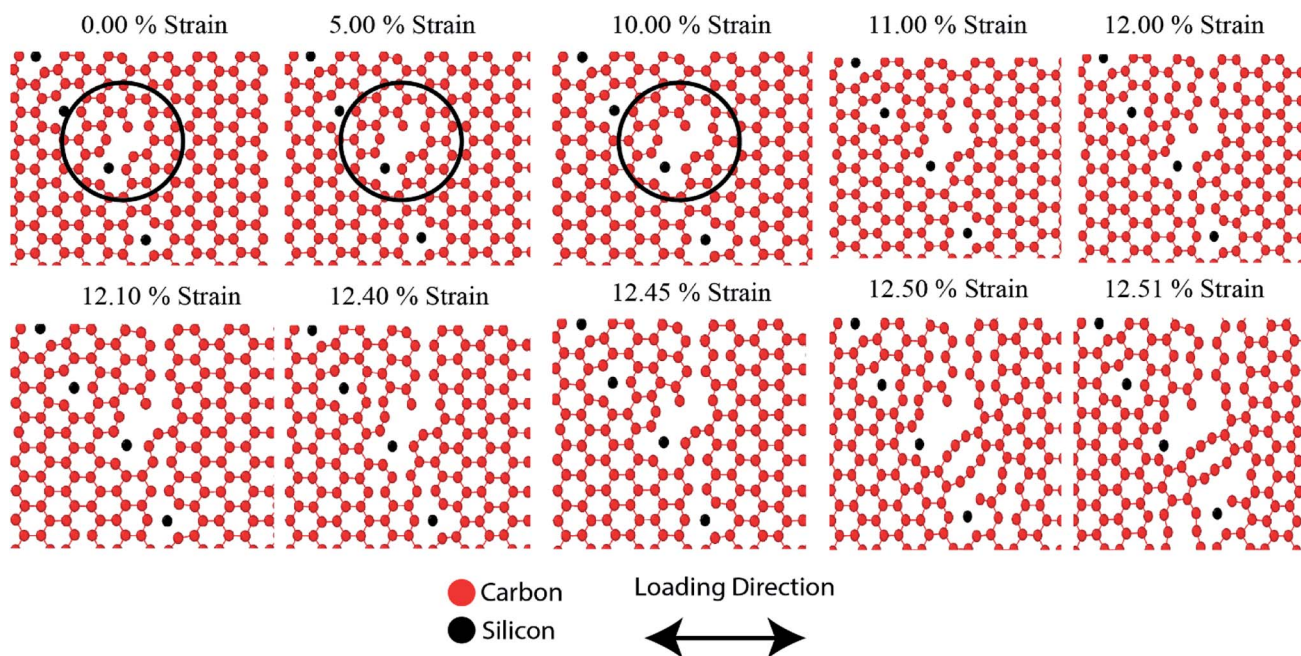 0.00 % Strain
5.00 % Strain
10.00 % Strain
11.00 % Strain
12.00 % Strain
12.10 % Strain
12.40 % Strain
12.45 % Strain
12.50 % Strain
12.51 % Strain
Carbon
Silicon
Loading Direction